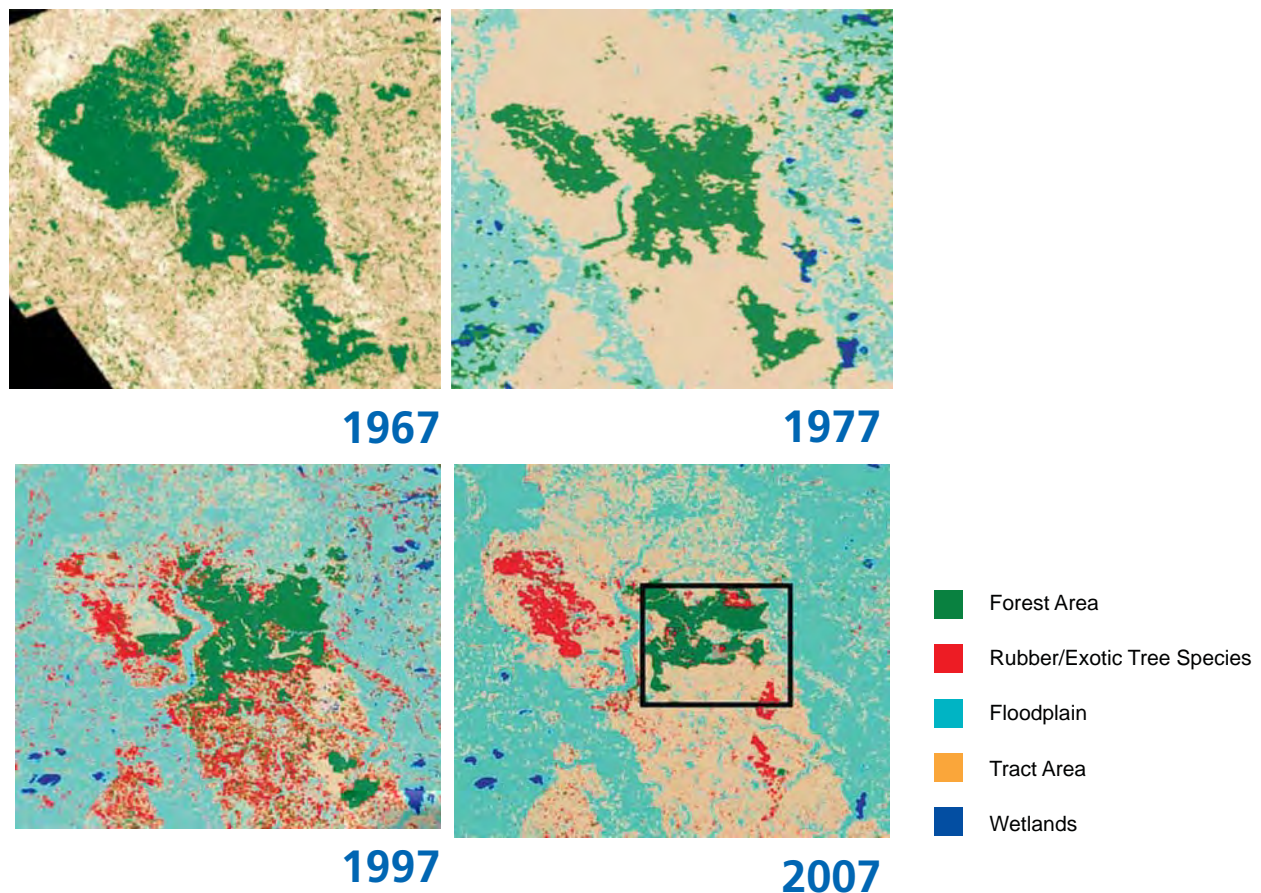 1967
1977
1997
2007
Forest Area
Rubber/Exotic Tree Species
Floodplain
Tract Area
Wetlands